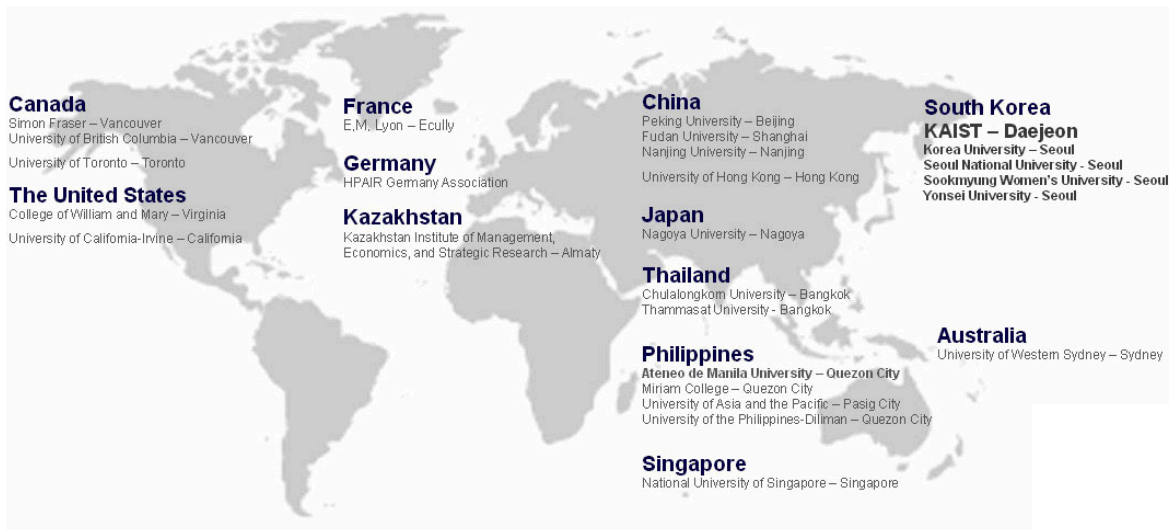 Canada
Simon Fraser – Vancouver
University of British Columbia – Vancouver
University of Toronto – Toronto
The United States
College of William and Mary – Virginia
University of California-Irvine – California
France
E.M. Lyon – Ecully
Germany
HPAIR Germany Association
Kazakhstan
Kazakhstan Institute of Management,
Economics, and Strategic Research – Almaty
China
Peking University – Beijing
Fudan University – Shanghai
Nanjing University – Nanjing
University of Hong Kong – Hong Kong
Japan
Nagoya University – Nagoya
Thailand
Chulalongkorn University – Bangkok
Thammasat University - Bangkok
Philippines
Ateneo de Manila University – Quezon City
Miriam College – Quezon City
University of Asia and the Pacific – Pasig City
University of the Philippines-Diliman – Quezon City
Singapore
National University of Singapore – Singapore
South Korea
KAIST – Daejeon
Korea University – Seoul
Seoul National University - Seoul
Sookmyung Women's University - Seoul
Yonsei University - Seoul
Australia
University of Western Sydney – Sydney